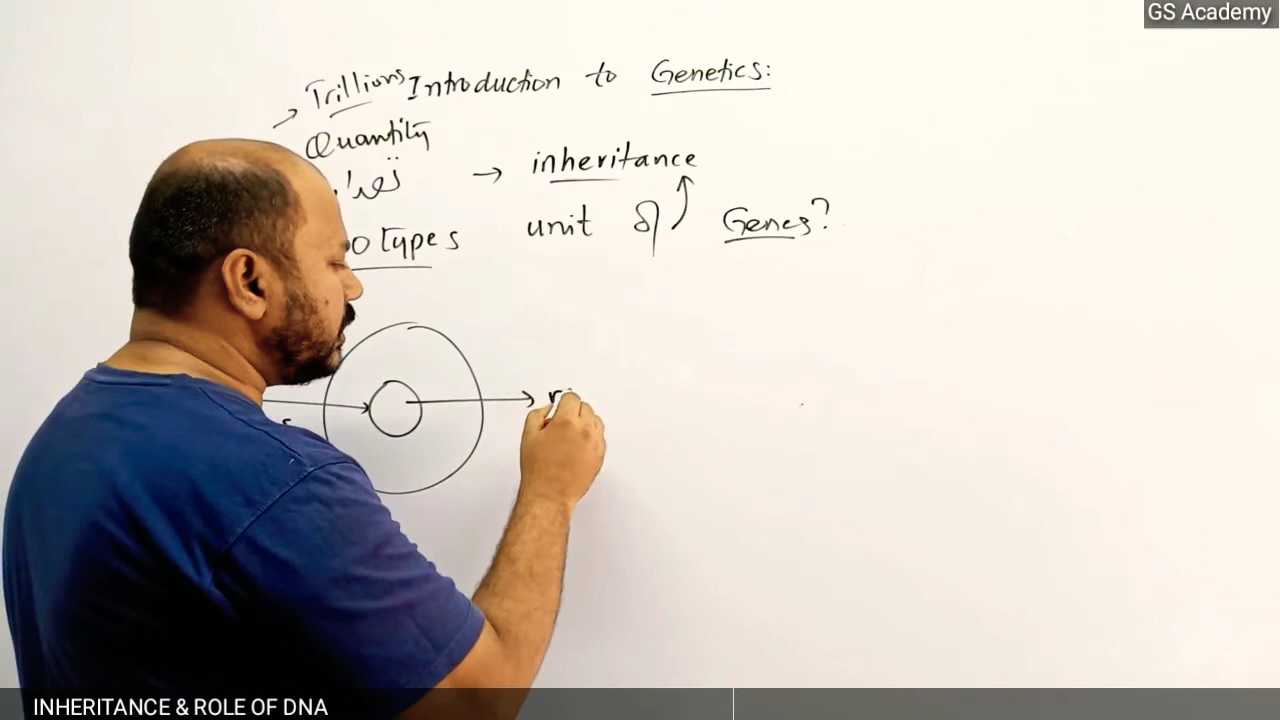 GS Academy
Trillions Introduction to Genetics:
Quantity
→ inheritance
unit of Genes?
types
INHERITANCE & ROLE OF DNA